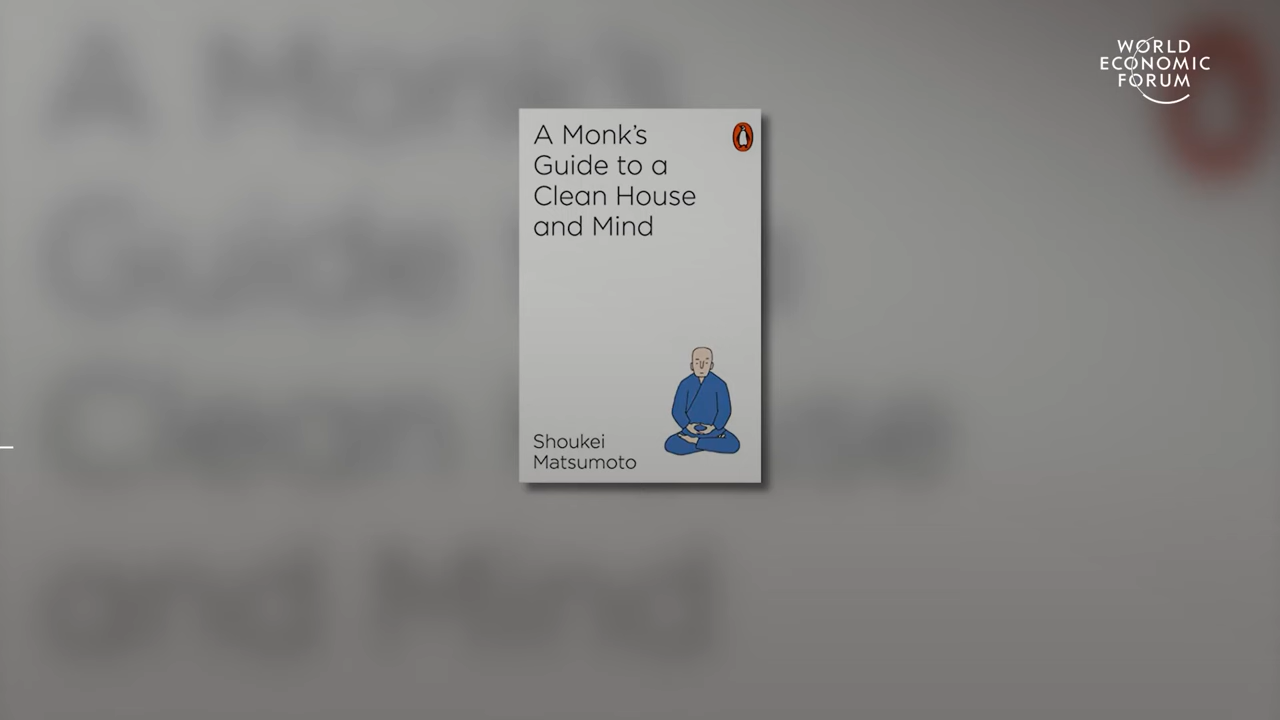 WORLD
ECONOMIC
FORUM
A Monk's
Guide to a
Clean House
and Mind
Shoukei
Matsumoto